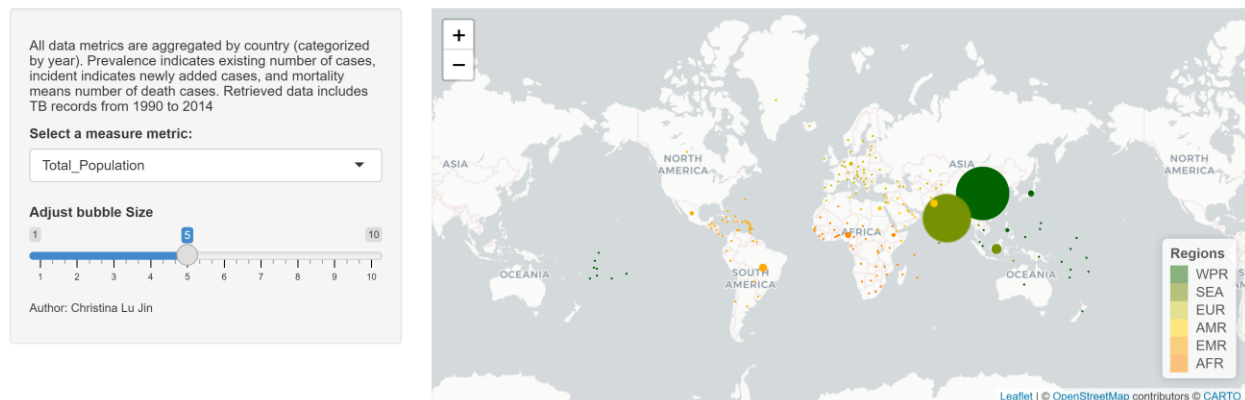 All data metrics are aggregated by country (categorized
by year). Prevalence indicates existing number of cases,
incident indicates newly added cases, and mortality
means number of death cases. Retrieved data includes
TB records from 1990 to 2014
Select a measure metric:
Total_Population
Adjust bubble Size
1 5 10
1 2 3 4 5 6 7 8 9 10
Author: Christina Lu Jin
+
−
ASIA
NORTH
AMERICA
ASIA
NORTH
AMERICA
AFRICA
OCEANIA
SOUTH
AMERICA
OCEANIA
Regions
WPR
SEA
EUR
AMR
EMR
AFR
Leaflet | © OpenStreetMap contributors © CARTO